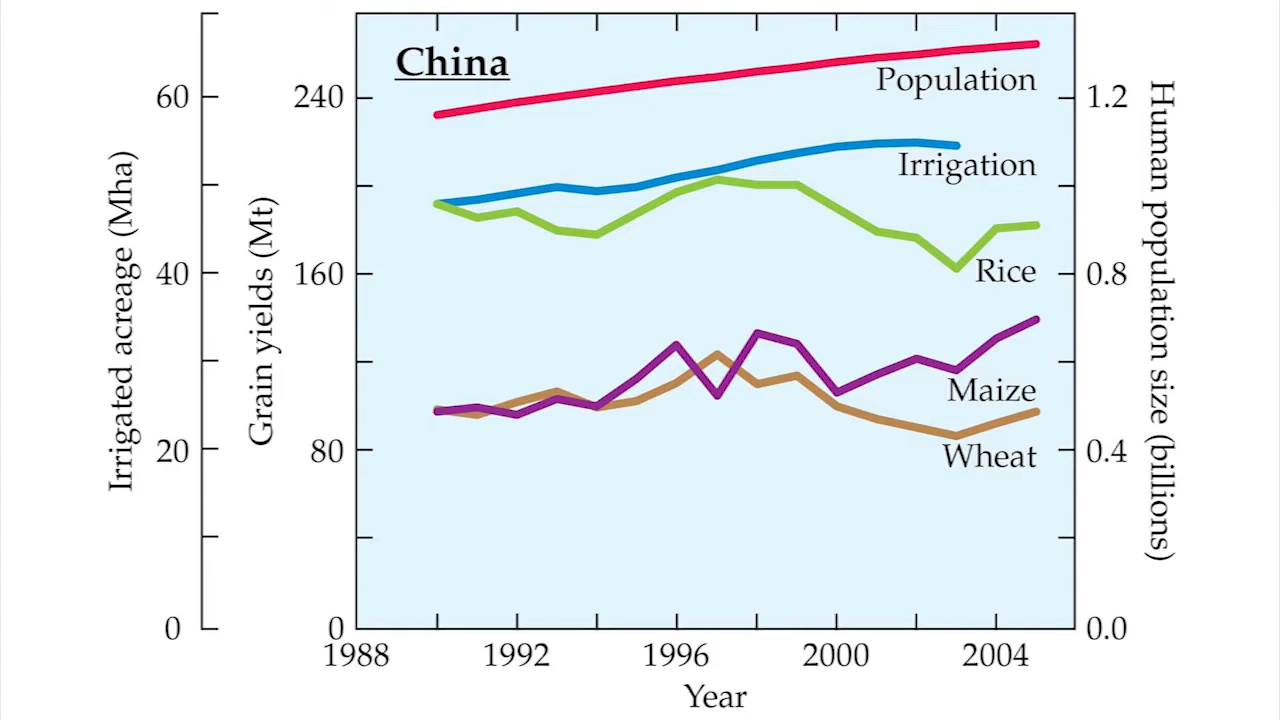 China
Population
Irrigation
Rice
Maize
Wheat
Irrigated acreage (Mha)
60
40
20
0
Grain yields (Mt)
240
160
80
0
1.2
0.8
0.4
0.0
Human population size (billions)
1988 1992 1996 2000 2004
Year